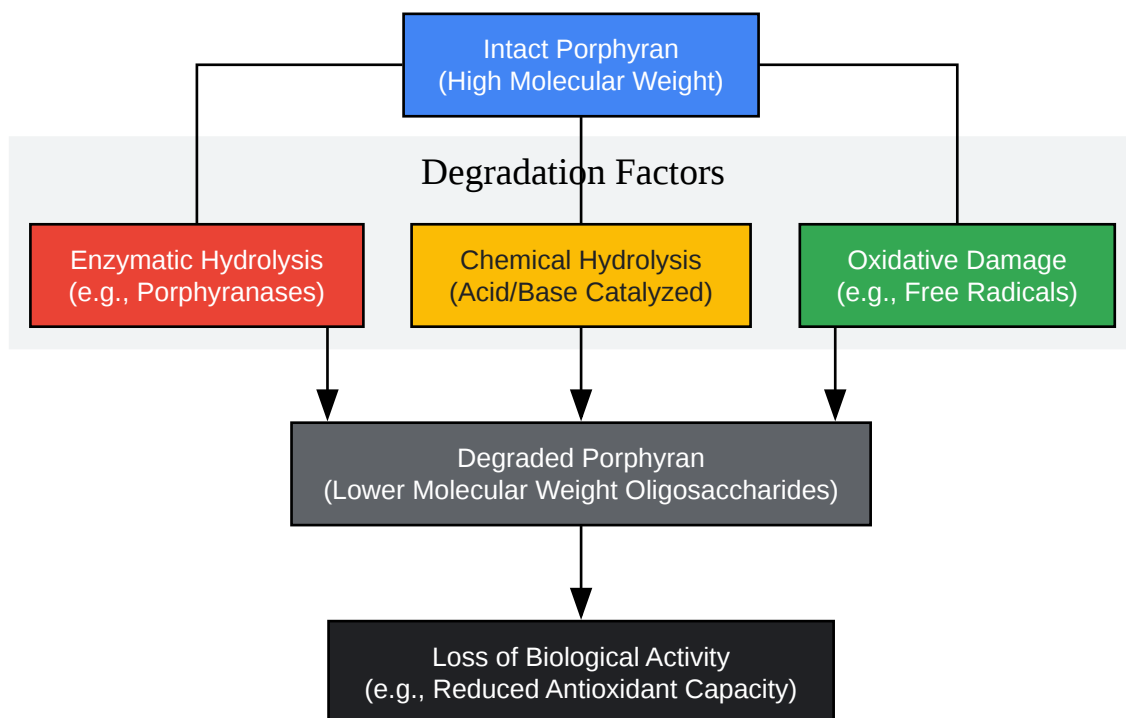 Intact Porphyran
(High Molecular Weight)
Degradation Factors
Enzymatic Hydrolysis
(e.g., Porphyranases)
Chemical Hydrolysis
(Acid/Base Catalyzed)
Oxidative Damage
(e.g., Free Radicals)
Degraded Porphyran
(Lower Molecular Weight Oligosaccharides)
Loss of Biological Activity
(e.g., Reduced Antioxidant Capacity)